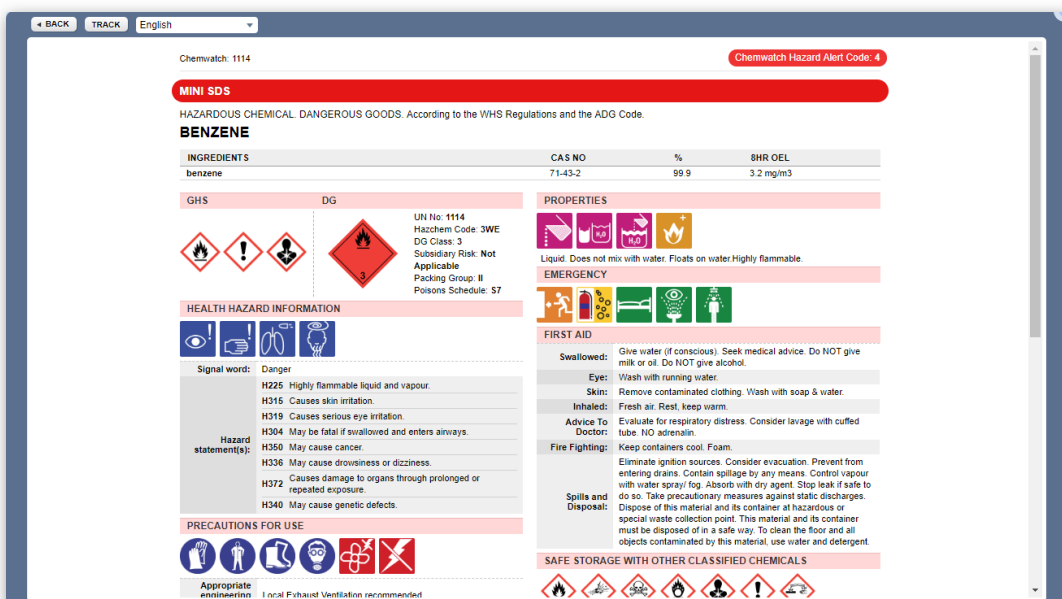 ◄ BACK
TRACK
English
Chemwatch: 1114
Chemwatch Hazard Alert Code: 4
MINI SDS
HAZARDOUS CHEMICAL. DANGEROUS GOODS. According to the WHS Regulations and the ADG Code.
BENZENE
INGREDIENTS CAS NO % 8HR OEL
benzene 71-43-2 99.9 3.2 mg/m3
GHS DG
3
UN No: 1114
Hazchem Code: 3WE
DG Class: 3
Subsidiary Risk: Not
Applicable
Packing Group: II
Poisons Schedule: S7
HEALTH HAZARD INFORMATION
Signal word: Danger
Hazard
statement(s):
H225 Highly flammable liquid and vapour.
H315 Causes skin irritation.
H319 Causes serious eye irritation.
H304 May be fatal if swallowed and enters airways.
H350 May cause cancer.
H336 May cause drowsiness or dizziness.
H372 Causes damage to organs through prolonged or
repeated exposure.
H340 May cause genetic defects.
PRECAUTIONS FOR USE
Appropriate
engineering Local Exhaust Ventilation recommended
PROPERTIES
H₂O
H₂O
Liquid. Does not mix with water. Floats on water.Highly flammable.
EMERGENCY
FIRST AID
Swallowed: Give water (if conscious). Seek medical advice. Do NOT give
milk or oil. Do NOT give alcohol.
Eye: Wash with running water.
Skin: Remove contaminated clothing. Wash with soap & water.
Inhaled: Fresh air. Rest, keep warm.
Advice To
Doctor:
Evaluate for respiratory distress. Consider lavage with cuffed
tube. NO adrenalin.
Fire Fighting: Keep containers cool. Foam.
Spills and
Disposal:
Eliminate ignition sources. Consider evacuation. Prevent from
entering drains. Contain spillage by any means. Control vapour
with water spray/ fog. Absorb with dry agent. Stop leak if safe to
do so. Take precautionary measures against static discharges.
Dispose of this material and its container at hazardous or
special waste collection point. This material and its container
must be disposed of in a safe way. To clean the floor and all
objects contaminated by this material, use water and detergent.
SAFE STORAGE WITH OTHER CLASSIFIED CHEMICALS